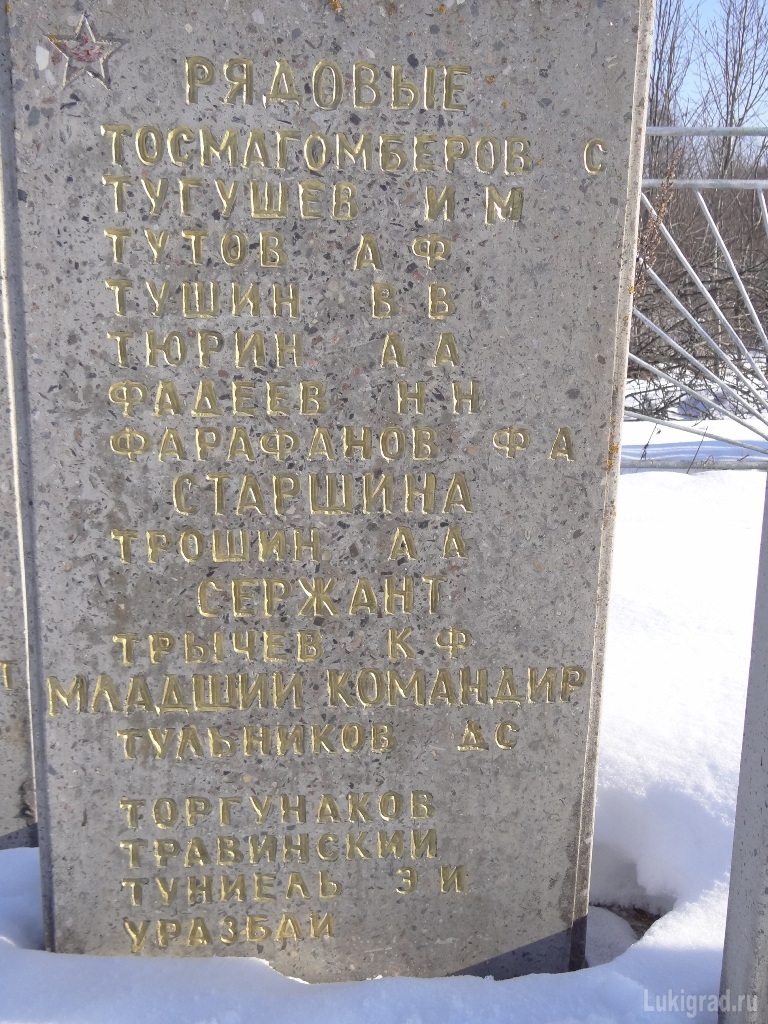 РЯДОВЫЕ
ТОСМАГОМБЕРОВ С
ТУГУШЕВ И М
ТУТОВ А Ф
ТУШИН В В
ТЮРИН А А
ФАДЕЕВ Н Н
ФАРАФАНОВ Ф А
СТАРШИНА
ТРОШИН. А А
СЕРЖАНТ
ТРЫЧЕВ К Ф
МЛАДШИЙ КОМАНДИР
ТУЛЬНИКОВ Д С
ТОРГУНАКОВ
ТРАВИНСКИЙ
ТУНИЕЛЬ Э И
УРАЗБАЙ
Lukigrad.ru